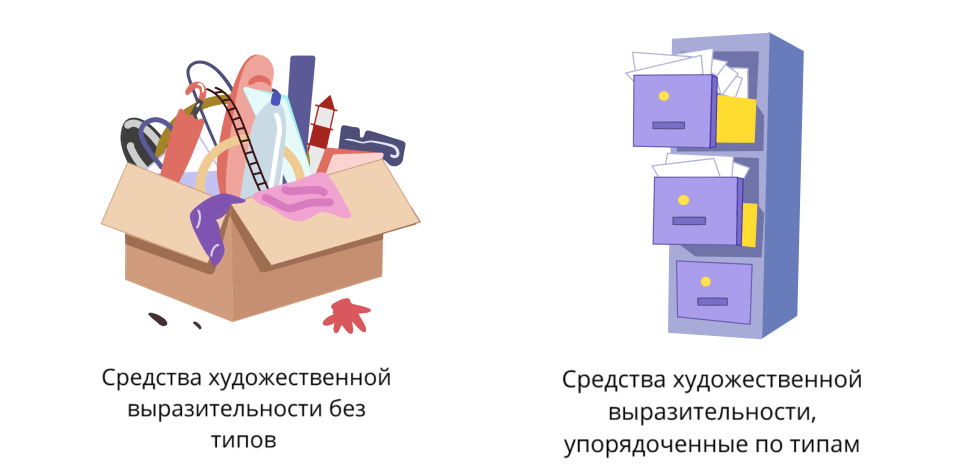 Средства художественной
выразительности без
типов
Средства художественной
выразительности,
упорядоченные по типам